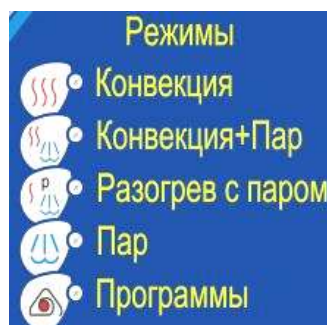 Режимы
Конвекция
Конвекция+Пар
P
Разогрев с паром
Пар
Программы